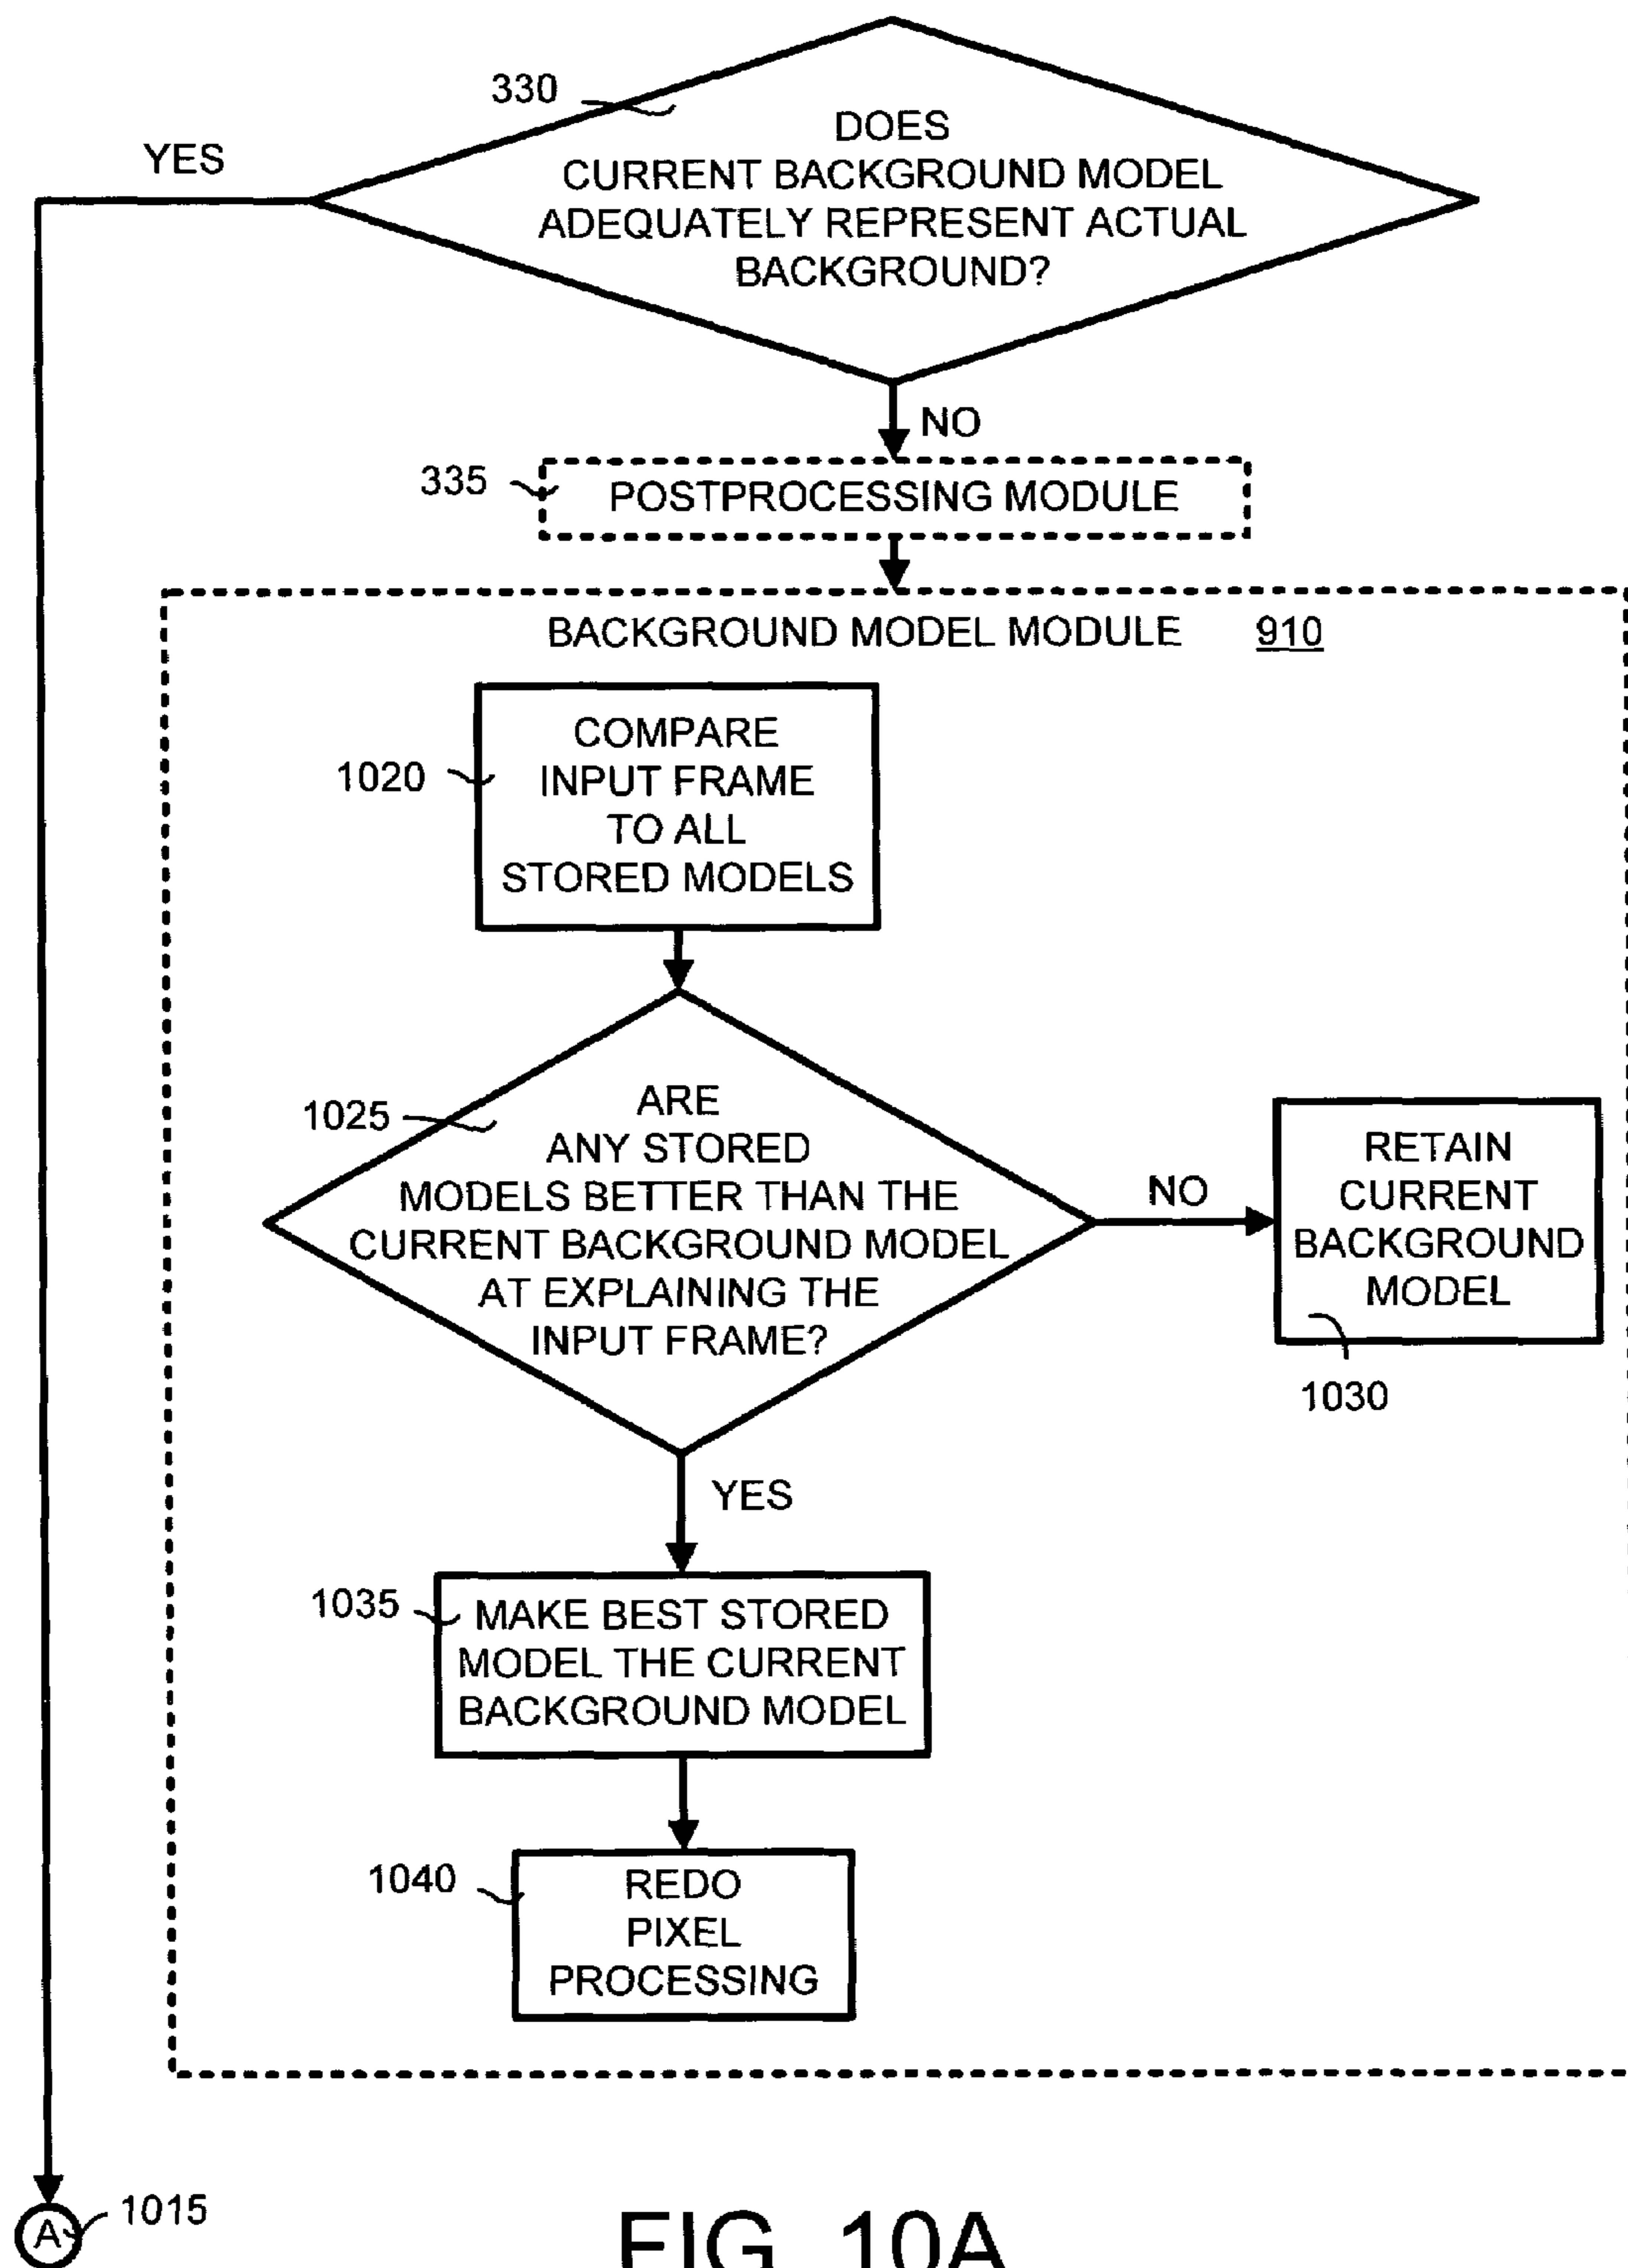 330
DOES
CURRENT BACKGROUND MODEL
ADEQUATELY REPRESENT ACTUAL
BACKGROUND?
YES
NO
335
POSTPROCESSING MODULE
BACKGROUND MODEL MODULE 910
1020
COMPARE
INPUT FRAME
TO ALL
STORED MODELS
1025
ARE
ANY STORED
MODELS BETTER THAN THE
CURRENT BACKGROUND MODEL
AT EXPLAINING THE
INPUT FRAME?
NO
RETAIN
CURRENT
BACKGROUND
MODEL
1030
YES
1035
MAKE BEST STORED
MODEL THE CURRENT
BACKGROUND MODEL
1040
REDO
PIXEL
PROCESSING
A
1015
FIG. 10A